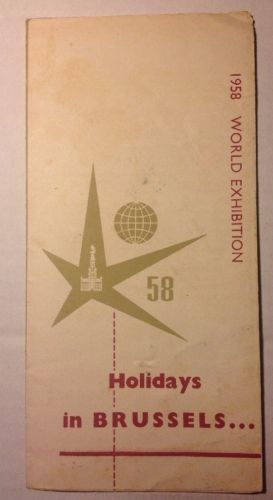 1958 WORLD EXHIBITION
58
Holidays
in BRUSSELS...